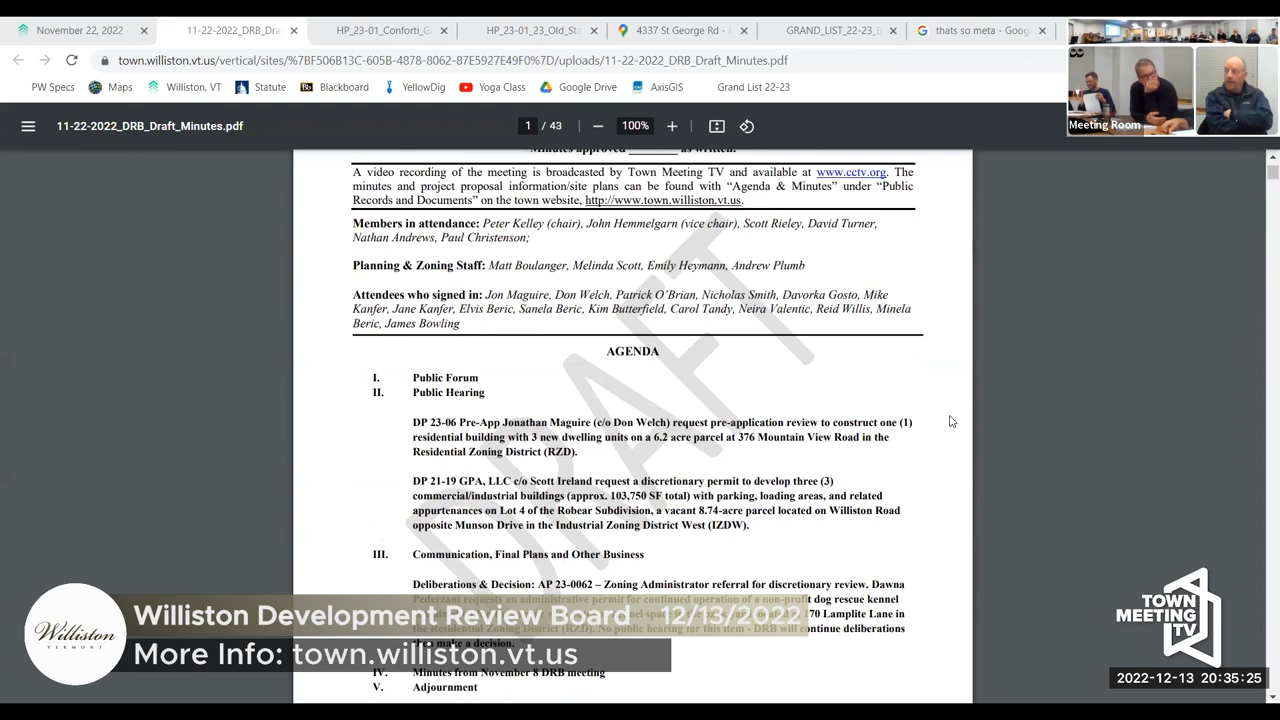 November 22, 2022
11-22-2022_DRB_Dra
HP_23-01_Conforti_G
HP_23-01_23_Old_Sta
4337 St George Rd -
GRAND_LIST_22-23_
thats so meta - Goog
town.williston.vt.us/vertical/sites/%7BF506B13C-605B-4878-8062-87E5927E49F0%7D/uploads/11-22-2022_DRB_Draft_Minutes.pdf
PW Specs Maps Williston, VT Statute Blackboard YellowDig Yoga Class Google Drive AxisGIS Grand List 22-23
11-22-2022_DRB_Draft_Minutes.pdf 1 / 43 100%
Meeting Room
Minutes approved ________ as written.
A video recording of the meeting is broadcasted by Town Meeting TV and available at www.cctv.org. The
minutes and project proposal information/site plans can be found with “Agenda & Minutes” under “Public
Records and Documents” on the town website, http://www.town.williston.vt.us.
Members in attendance: Peter Kelley (chair), John Hemmelgarn (vice chair), Scott Rieley, David Turner,
Nathan Andrews, Paul Christenson;
Planning & Zoning Staff: Matt Boulanger, Melinda Scott, Emily Heymann, Andrew Plumb
Attendees who signed in: Jon Maguire, Don Welch, Patrick O’Brian, Nicholas Smith, Davorka Gosto, Mike
Kanfer, Jane Kanfer, Elvis Beric, Sanela Beric, Kim Butterfield, Carol Tandy, Neira Valentic, Reid Willis, Minela
Beric, James Bowling
DRAFT
AGENDA
I. Public Forum
II. Public Hearing
DP 23-06 Pre-App Jonathan Maguire (c/o Don Welch) request pre-application review to construct one (1)
residential building with 3 new dwelling units on a 6.2 acre parcel at 376 Mountain View Road in the
Residential Zoning District (RZD).
DP 21-19 GPA, LLC c/o Scott Ireland request a discretionary permit to develop three (3)
commercial/industrial buildings (approx. 103,750 SF total) with parking, loading areas, and related
appurtenances on Lot 4 of the Robear Subdivision, a vacant 8.74-acre parcel located on Williston Road
opposite Munson Drive in the Industrial Zoning District West (IZDW).
III. Communication, Final Plans and Other Business
Deliberations & Decision: AP 23-0062 – Zoning Administrator referral for discretionary review. Dawna
Pederzani requests an administrative permit for continued operation of a non-profit dog rescue kennel
70 Lamplite Lane in
the Residential Zoning District (RZD). No public hearing for this item - DRB will continue deliberations
make a decision.
IV. Minutes from November 8 DRB meeting
V. Adjournment
Williston
VERMONT
Williston Development Review Board 12/13/2022
More Info: town.williston.vt.us
TOWN
MEETING
TV
2022-12-13 20:35:25